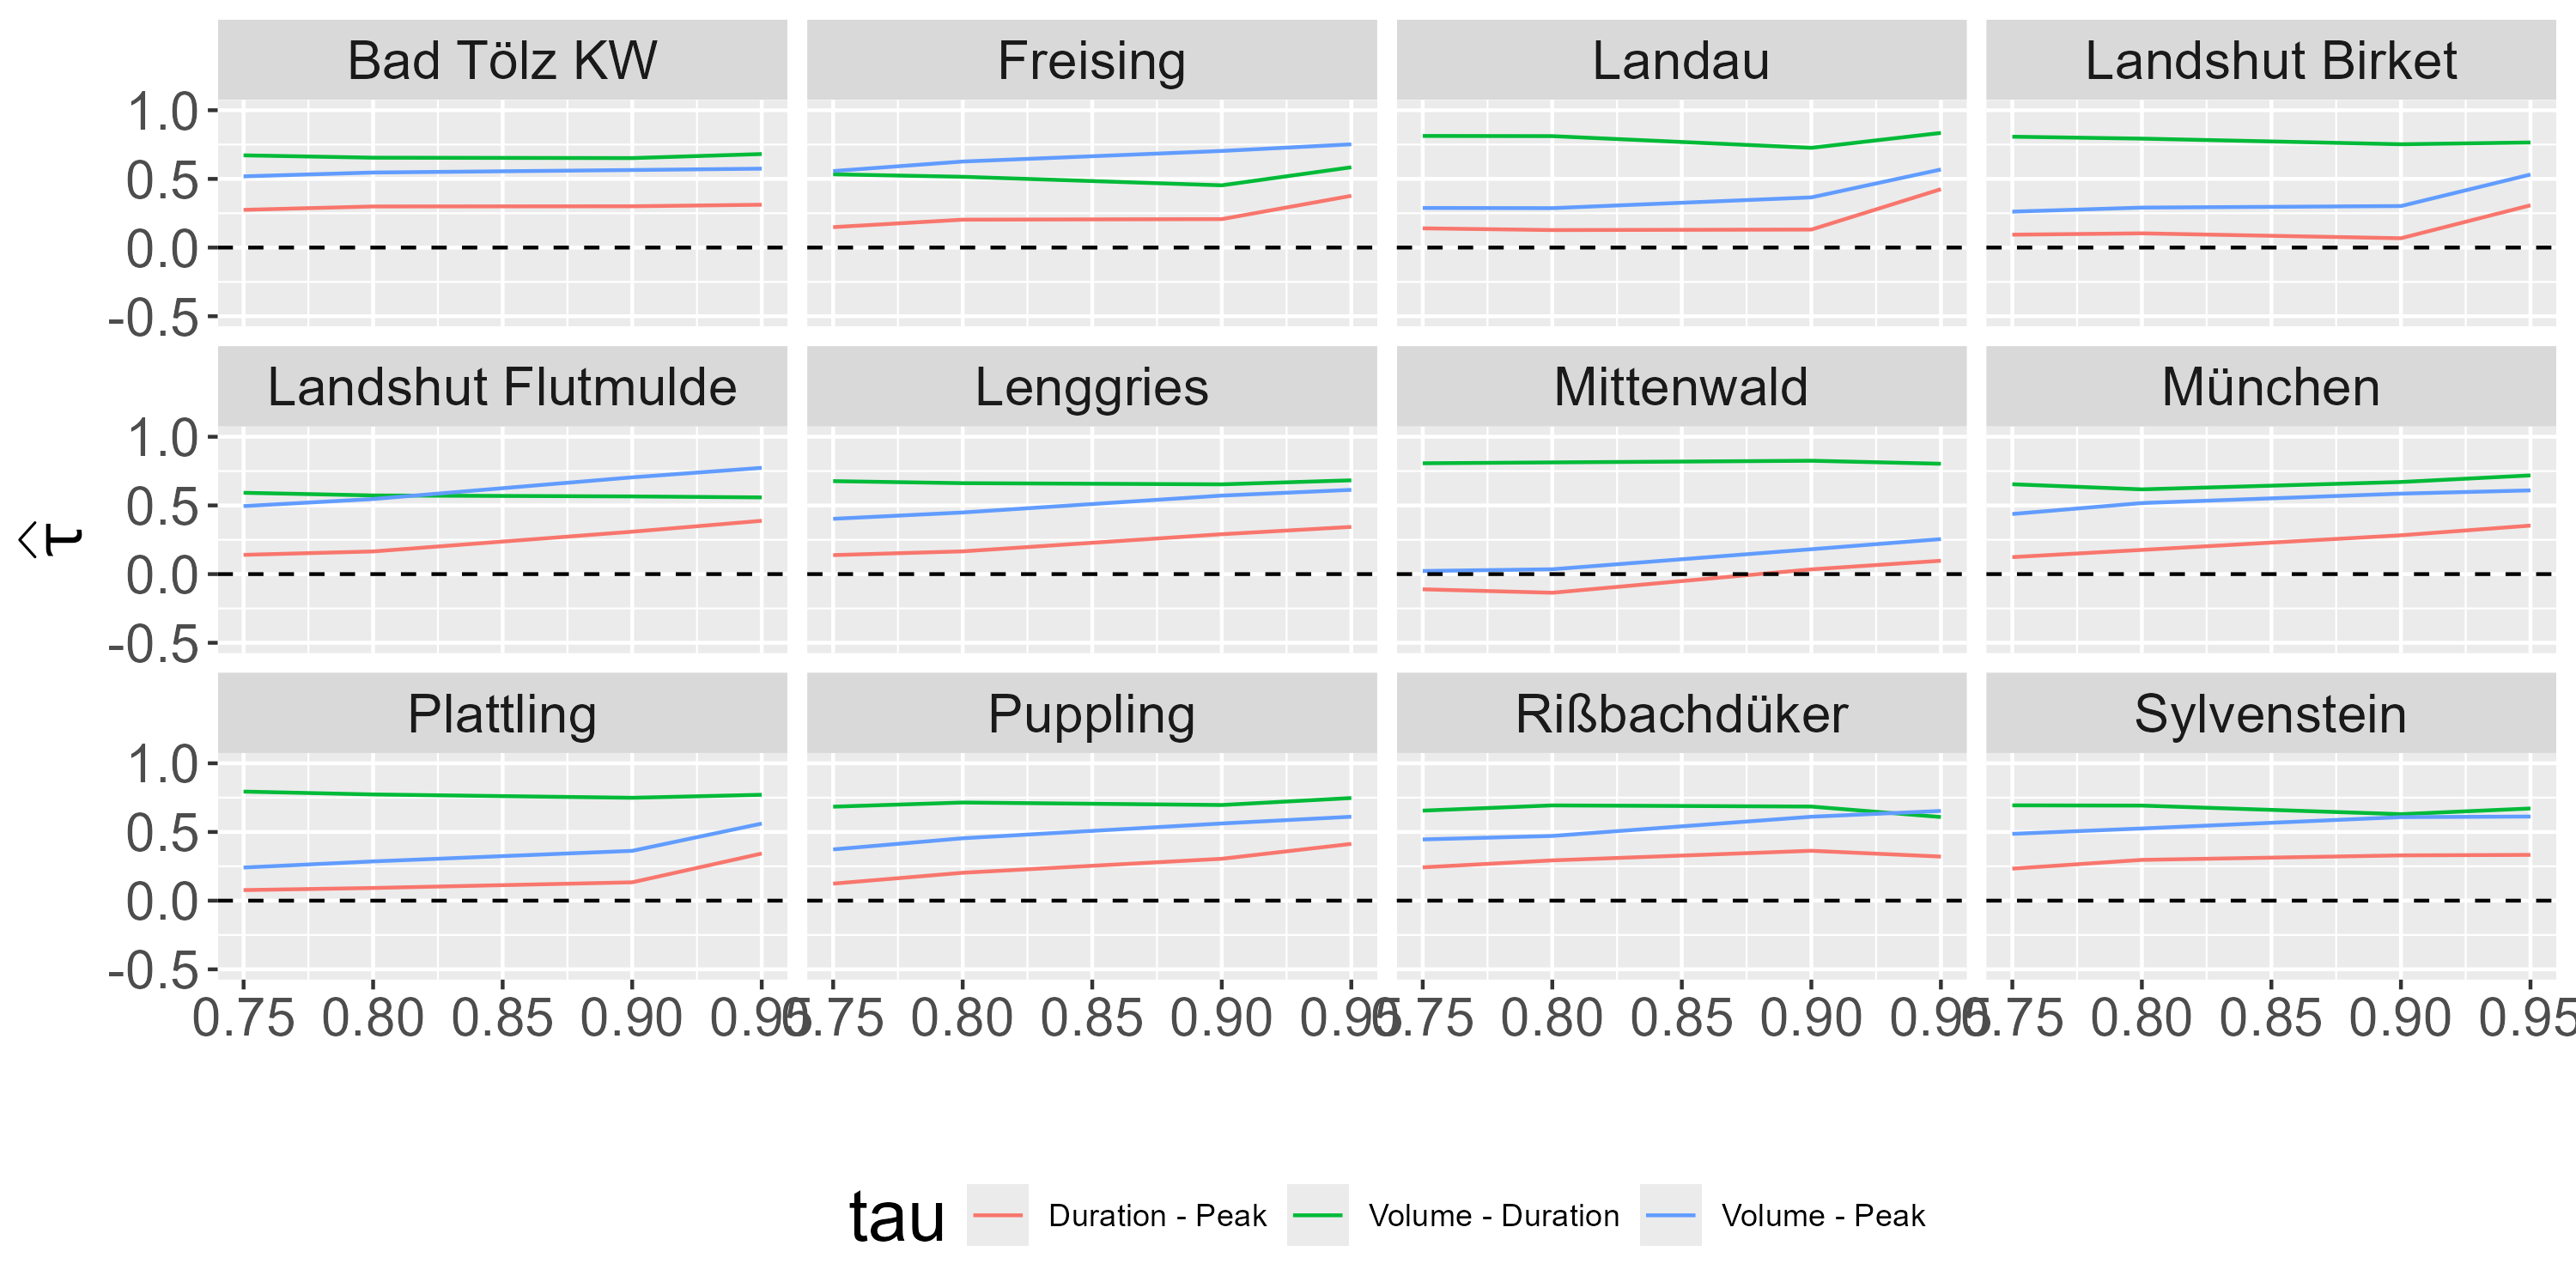 Bad Tölz KW Freising Landau Landshut Birket
1.0
0.5
0.0
-0.5
Landshut Flutmulde Lenggries Mittenwald München
1.0
0.5
0.0
-0.5
τ̂
Plattling Puppling Rißbachdüker Sylvenstein
1.0
0.5
0.0
-0.5
0.75 0.80 0.85 0.90 0.95 0.75 0.80 0.85 0.90 0.95 0.75 0.80 0.85 0.90 0.95 0.75 0.80 0.85 0.90 0.95
tau Duration - Peak Volume - Duration Volume - Peak